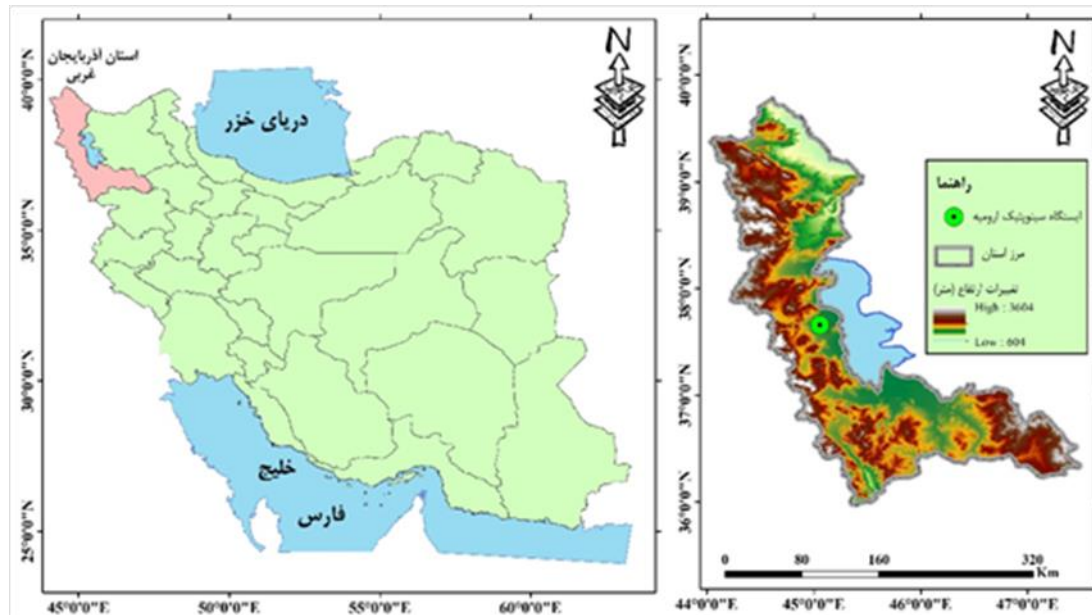 استان آذربایجان
غربی
دریای خزر
خلیج
فارس
N
40°0'0"N
35°0'0"N
30°0'0"N
25°0'0"N
45°0'0"E
50°0'0"E
55°0'0"E
60°0'0"E
N
40°0'0"N
39°0'0"N
38°0'0"N
37°0'0"N
36°0'0"N
44°0'0"E
45°0'0"E
46°0'0"E
47°0'0"E
راهنما
ایستگاه سینوپتیک ارومیه
مرز استان
تغییرات ارتفاع (متر)
High : 3604
Low : 604
0 80 160 320
Km